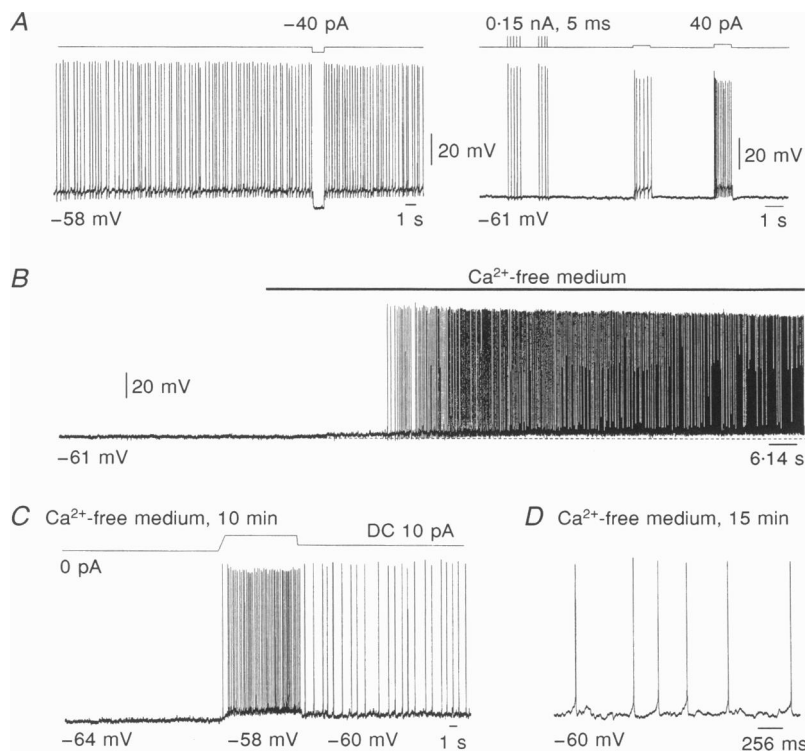 A
−40 pA
0·15 nA, 5 ms
40 pA
20 mV
20 mV
−58 mV
1 s
−61 mV
1 s
B
Ca²⁺-free medium
20 mV
−61 mV
6·14 s
C Ca²⁺-free medium, 10 min
DC 10 pA
0 pA
−64 mV
−58 mV
−60 mV
1 s
D Ca²⁺-free medium, 15 min
−60 mV
256 ms